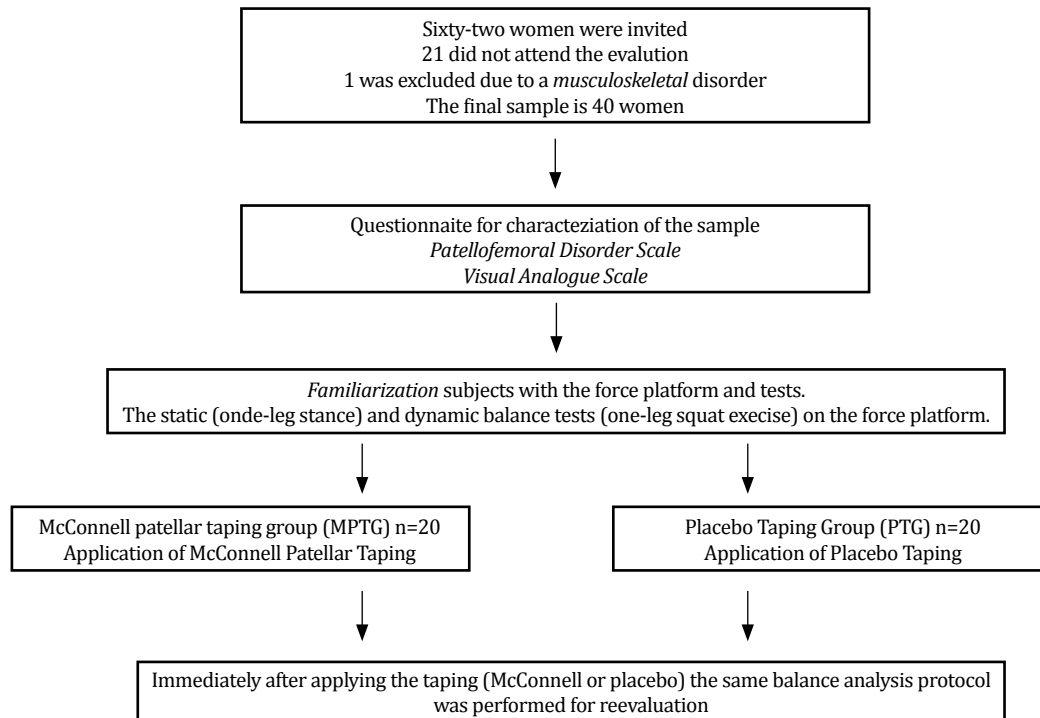 Sixty-two women were invited
21 did not attend the evalution
1 was excluded due to a musculoskeletal disorder
The final sample is 40 women
Questionnaite for characteziation of the sample
Patellofemoral Disorder Scale
Visual Analogue Scale
Familiarization subjects with the force platform and tests.
The static (onde-leg stance) and dynamic balance tests (one-leg squat execise) on the force platform.
McConnell patellar taping group (MPTG) n=20
Application of McConnell Patellar Taping
Placebo Taping Group (PTG) n=20
Application of Placebo Taping
Immediately after applying the taping (McConnell or placebo) the same balance analysis protocol
was performed for reevaluation